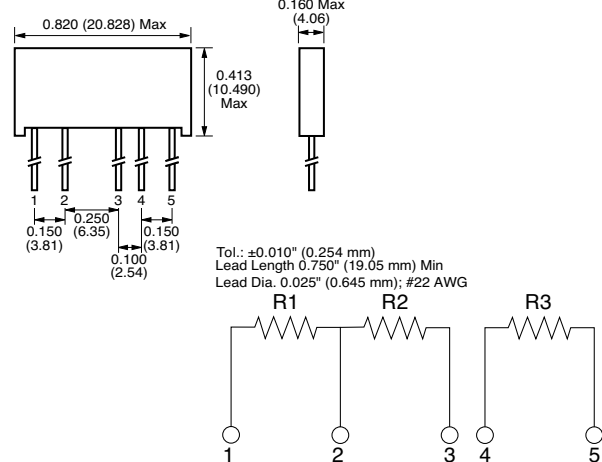 0.820 (20.828) Max
0.160 Max
(4.06)
0.413
(10.490)
Max
1 2 3 4 5
0.150
(3.81)
0.250
(6.35)
0.100
(2.54)
0.150
(3.81)
Tol.: ±0.010" (0.254 mm)
Lead Length 0.750" (19.05 mm) Min
Lead Dia. 0.025" (0.645 mm); #22 AWG
R1 R2 R3
1 2 3 4 5